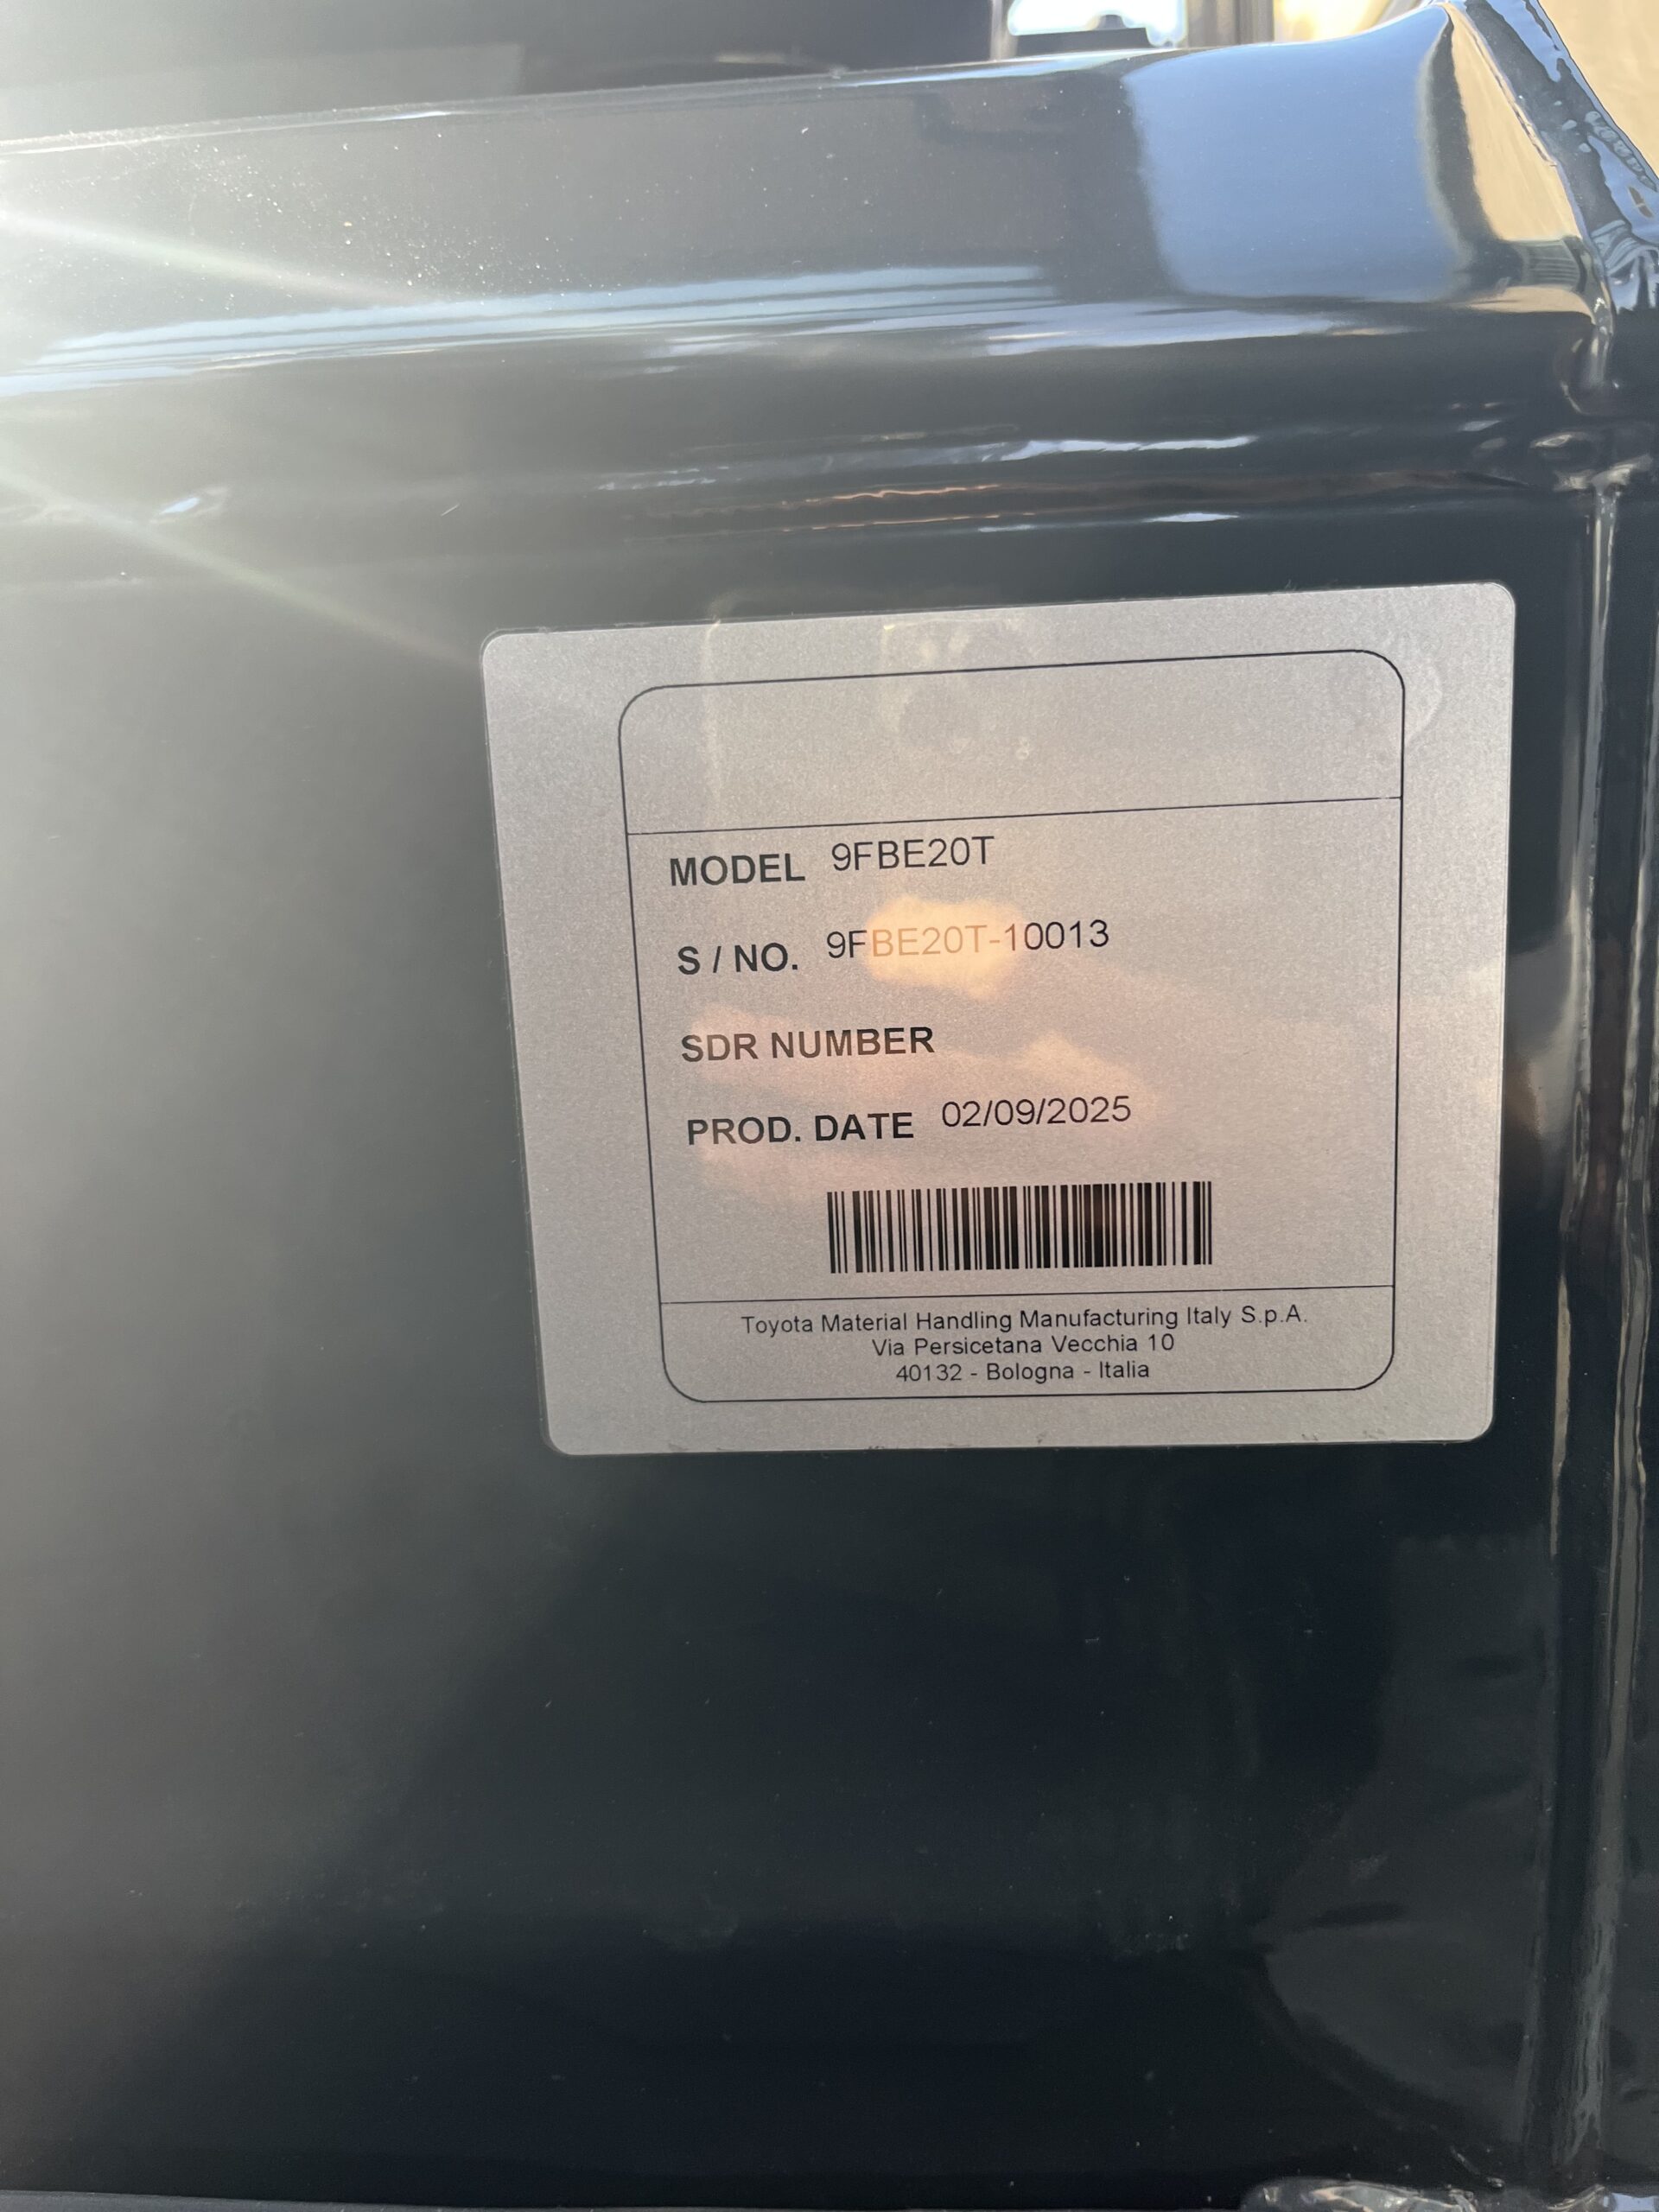 MODEL 9FBE20T
S / NO. 9FBE20T-10013
SDR NUMBER
PROD. DATE 02/09/2025
Toyota Material Handling Manufacturing Italy S.p.A.
Via Persicetana Vecchia 10
40132 - Bologna - Italia